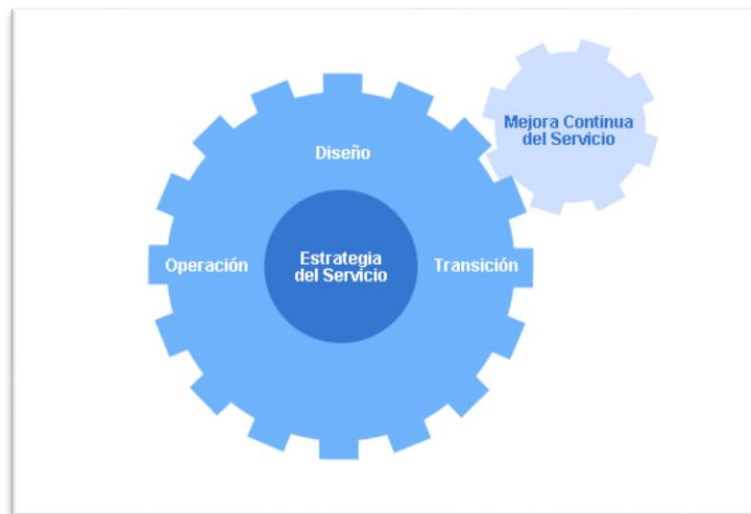 Mejora Continua
del Servicio
Diseño
Operación
Estrategia
del Servicio
Transición